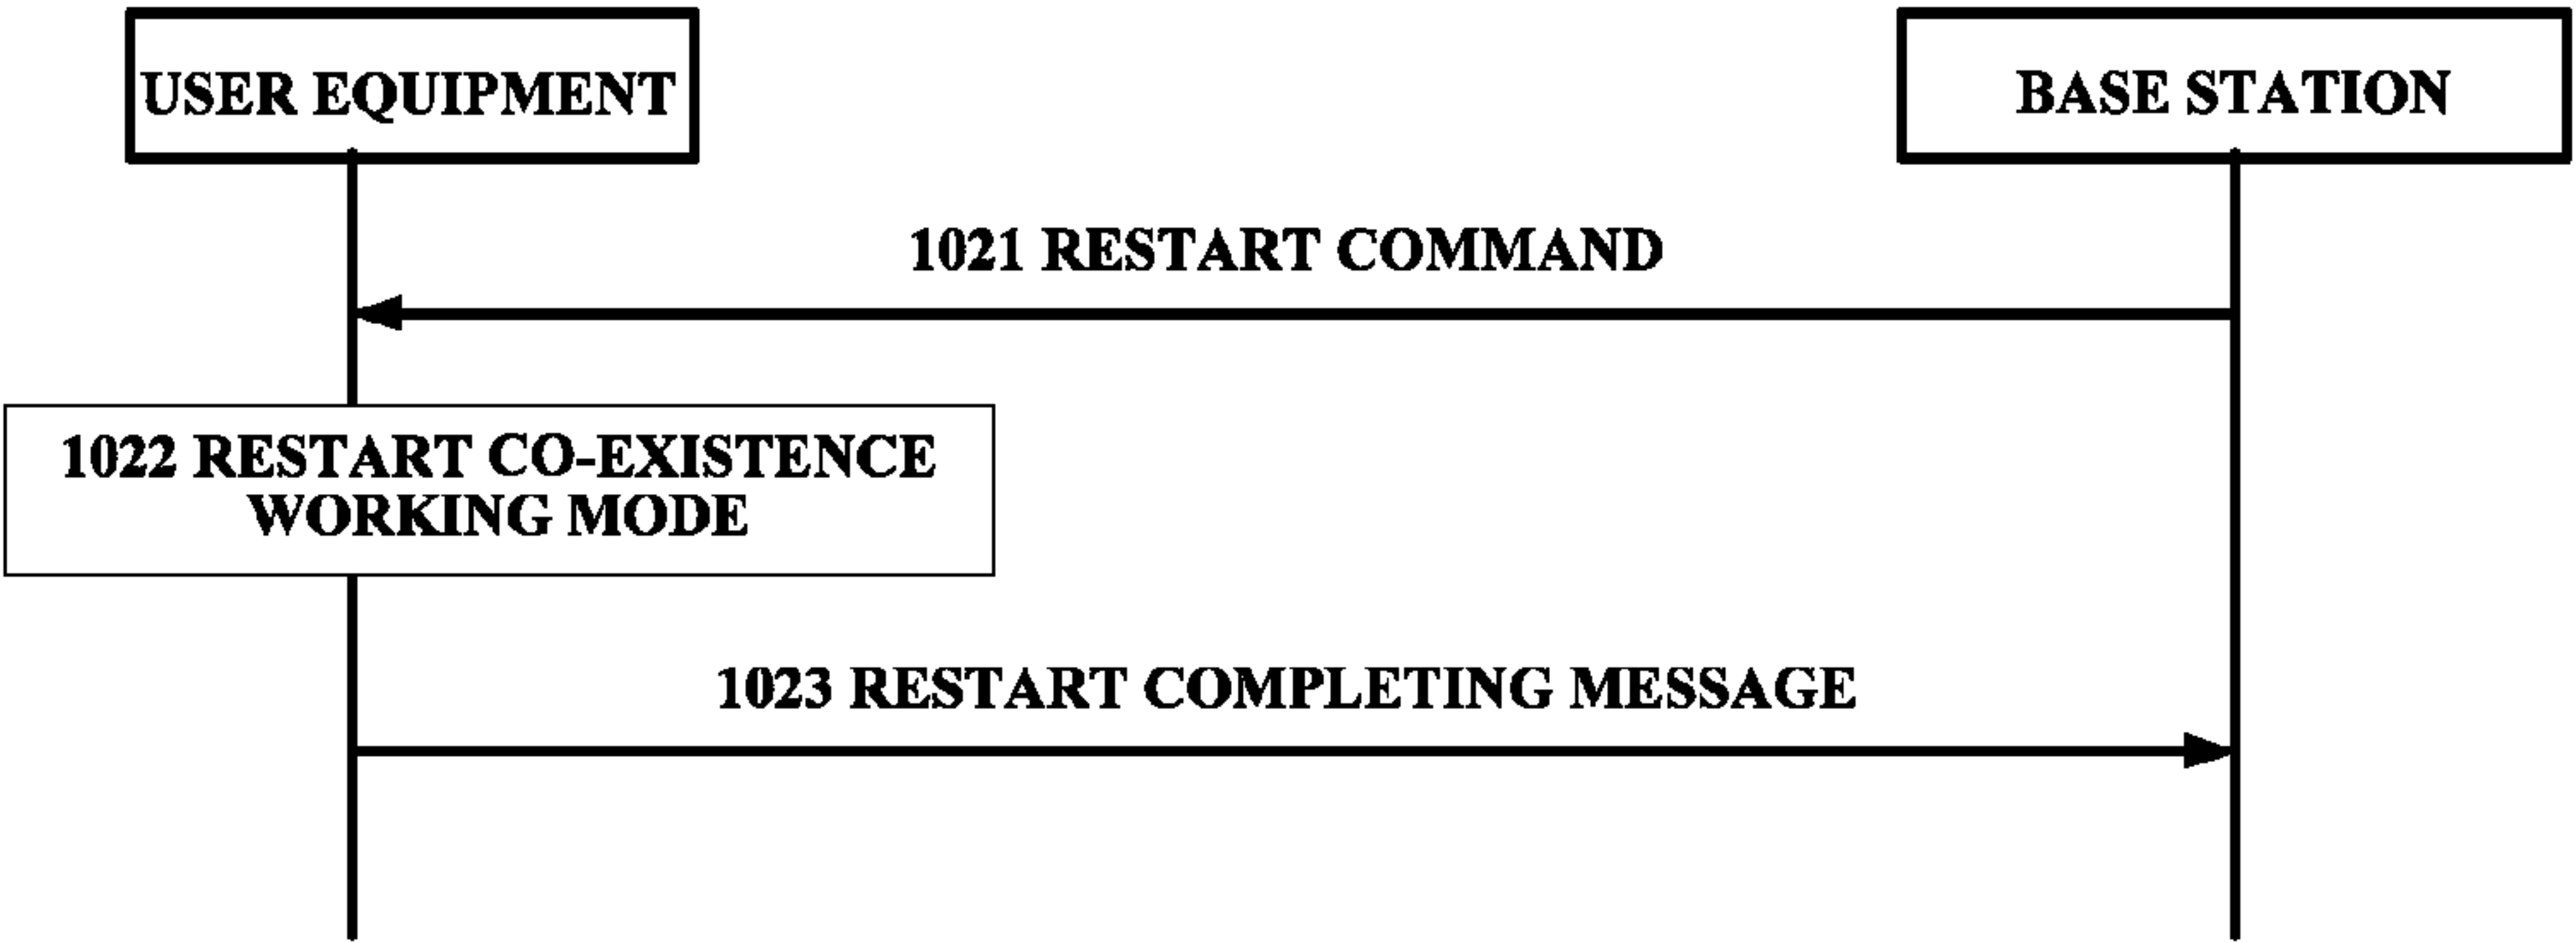 USER EQUIPMENT
BASE STATION
1021 RESTART COMMAND
1022 RESTART CO-EXISTENCE
WORKING MODE
1023 RESTART COMPLETING MESSAGE